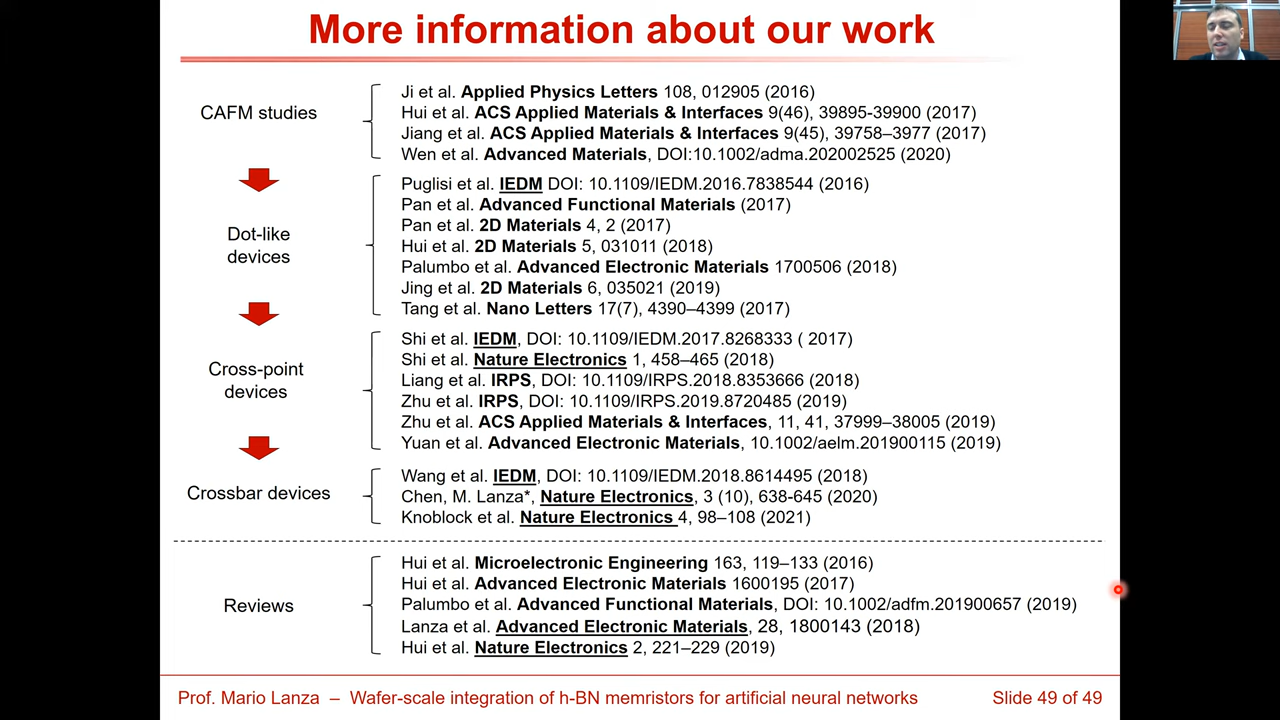 More information about our work
CAFM studies
Ji et al. Applied Physics Letters 108, 012905 (2016)
Hui et al. ACS Applied Materials & Interfaces 9(46), 39895-39900 (2017)
Jiang et al. ACS Applied Materials & Interfaces 9(45), 39758–3977 (2017)
Wen et al. Advanced Materials, DOI:10.1002/adma.202002525 (2020)
Dot-like
devices
Puglisi et al. IEDM DOI: 10.1109/IEDM.2016.7838544 (2016)
Pan et al. Advanced Functional Materials (2017)
Pan et al. 2D Materials 4, 2 (2017)
Hui et al. 2D Materials 5, 031011 (2018)
Palumbo et al. Advanced Electronic Materials 1700506 (2018)
Jing et al. 2D Materials 6, 035021 (2019)
Tang et al. Nano Letters 17(7), 4390–4399 (2017)
Cross-point
devices
Shi et al. IEDM, DOI: 10.1109/IEDM.2017.8268333 ( 2017)
Shi et al. Nature Electronics 1, 458–465 (2018)
Liang et al. IRPS, DOI: 10.1109/IRPS.2018.8353666 (2018)
Zhu et al. IRPS, DOI: 10.1109/IRPS.2019.8720485 (2019)
Zhu et al. ACS Applied Materials & Interfaces, 11, 41, 37999–38005 (2019)
Yuan et al. Advanced Electronic Materials, 10.1002/aelm.201900115 (2019)
Crossbar devices
Wang et al. IEDM, DOI: 10.1109/IEDM.2018.8614495 (2018)
Chen, M. Lanza*, Nature Electronics, 3 (10), 638-645 (2020)
Knoblock et al. Nature Electronics 4, 98–108 (2021)
Reviews
Hui et al. Microelectronic Engineering 163, 119–133 (2016)
Hui et al. Advanced Electronic Materials 1600195 (2017)
Palumbo et al. Advanced Functional Materials, DOI: 10.1002/adfm.201900657 (2019)
Lanza et al. Advanced Electronic Materials, 28, 1800143 (2018)
Hui et al. Nature Electronics 2, 221–229 (2019)
Prof. Mario Lanza – Wafer-scale integration of h-BN memristors for artificial neural networks
Slide 49 of 49